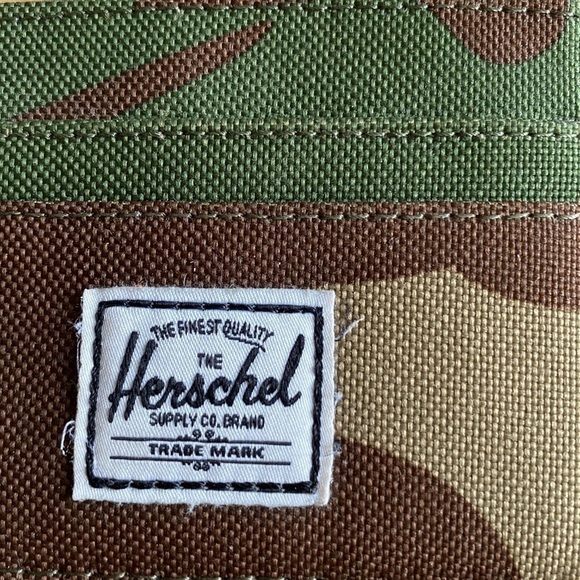 THE FINEST QUALITY
THE
Herschel
SUPPLY CO. BRAND
TRADE MARK